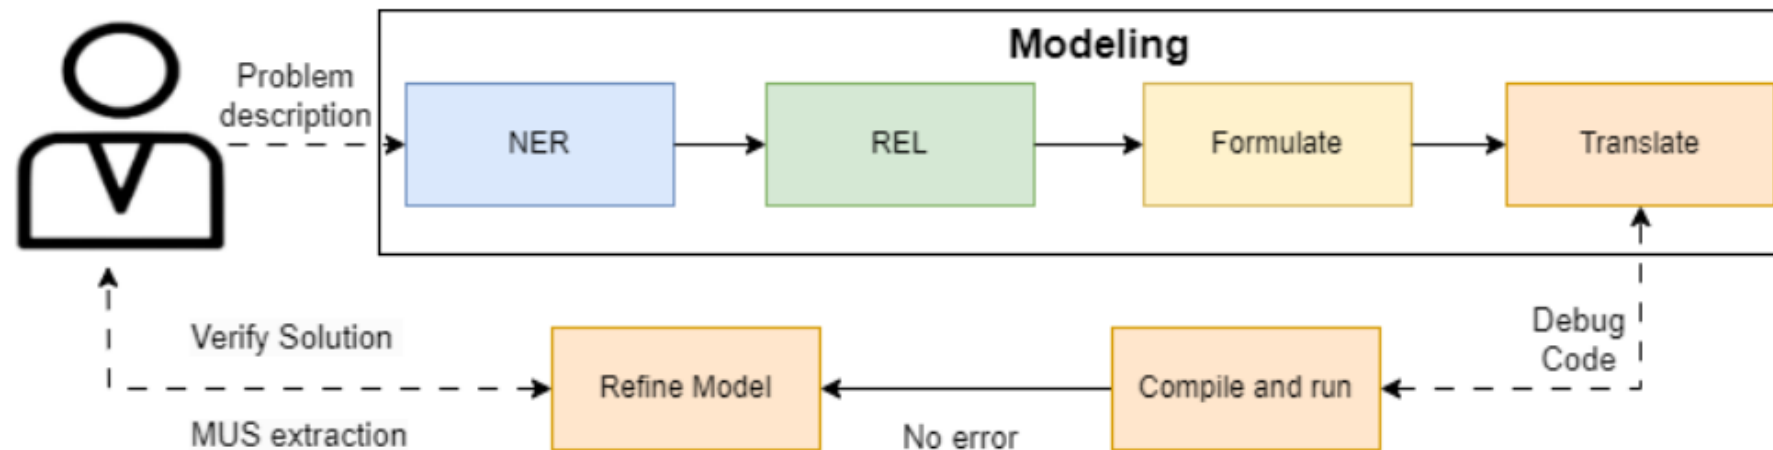 Modeling
Problem
description
NER
REL
Formulate
Translate
Verify Solution
MUS extraction
Refine Model
No error
Compile and run
Debug
Code